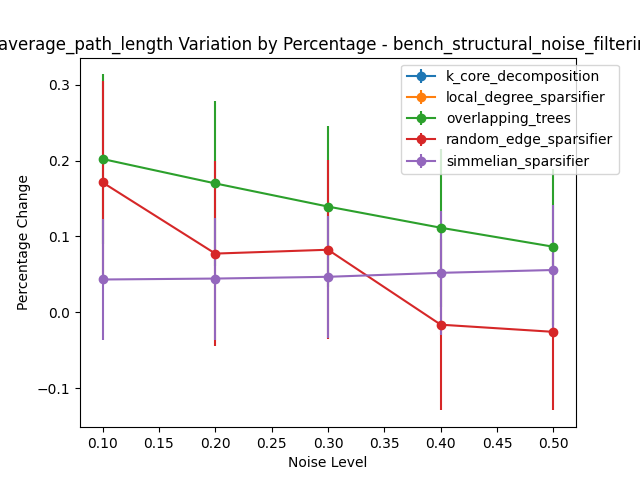 average_path_length Variation by Percentage - bench_structural_noise_filterin
k_core_decomposition
local_degree_sparsifier
overlapping_trees
random_edge_sparsifier
simmelian_sparsifier
Percentage Change
0.3
0.2
0.1
0.0
−0.1
0.10 0.15 0.20 0.25 0.30 0.35 0.40 0.45 0.50
Noise Level